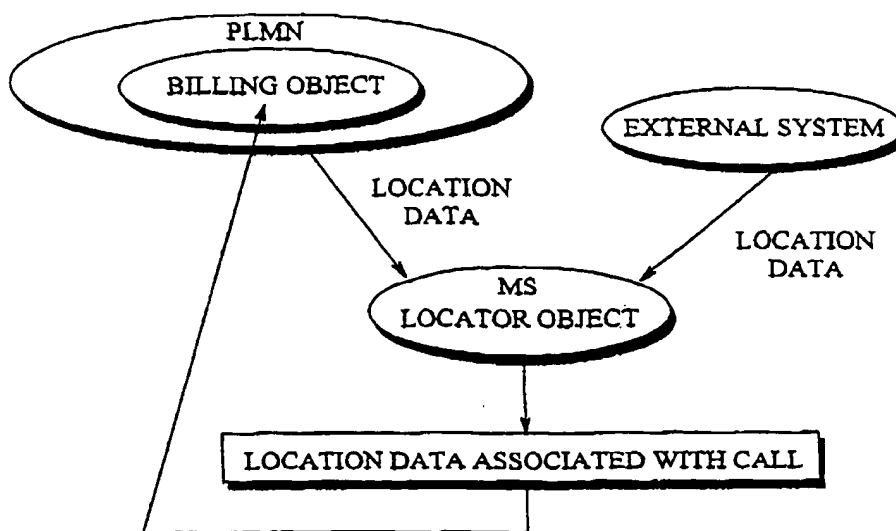 PLMN
BILLING OBJECT
EXTERNAL SYSTEM
LOCATION
DATA
LOCATION
DATA
MS
LOCATOR OBJECT
LOCATION DATA ASSOCIATED WITH CALL